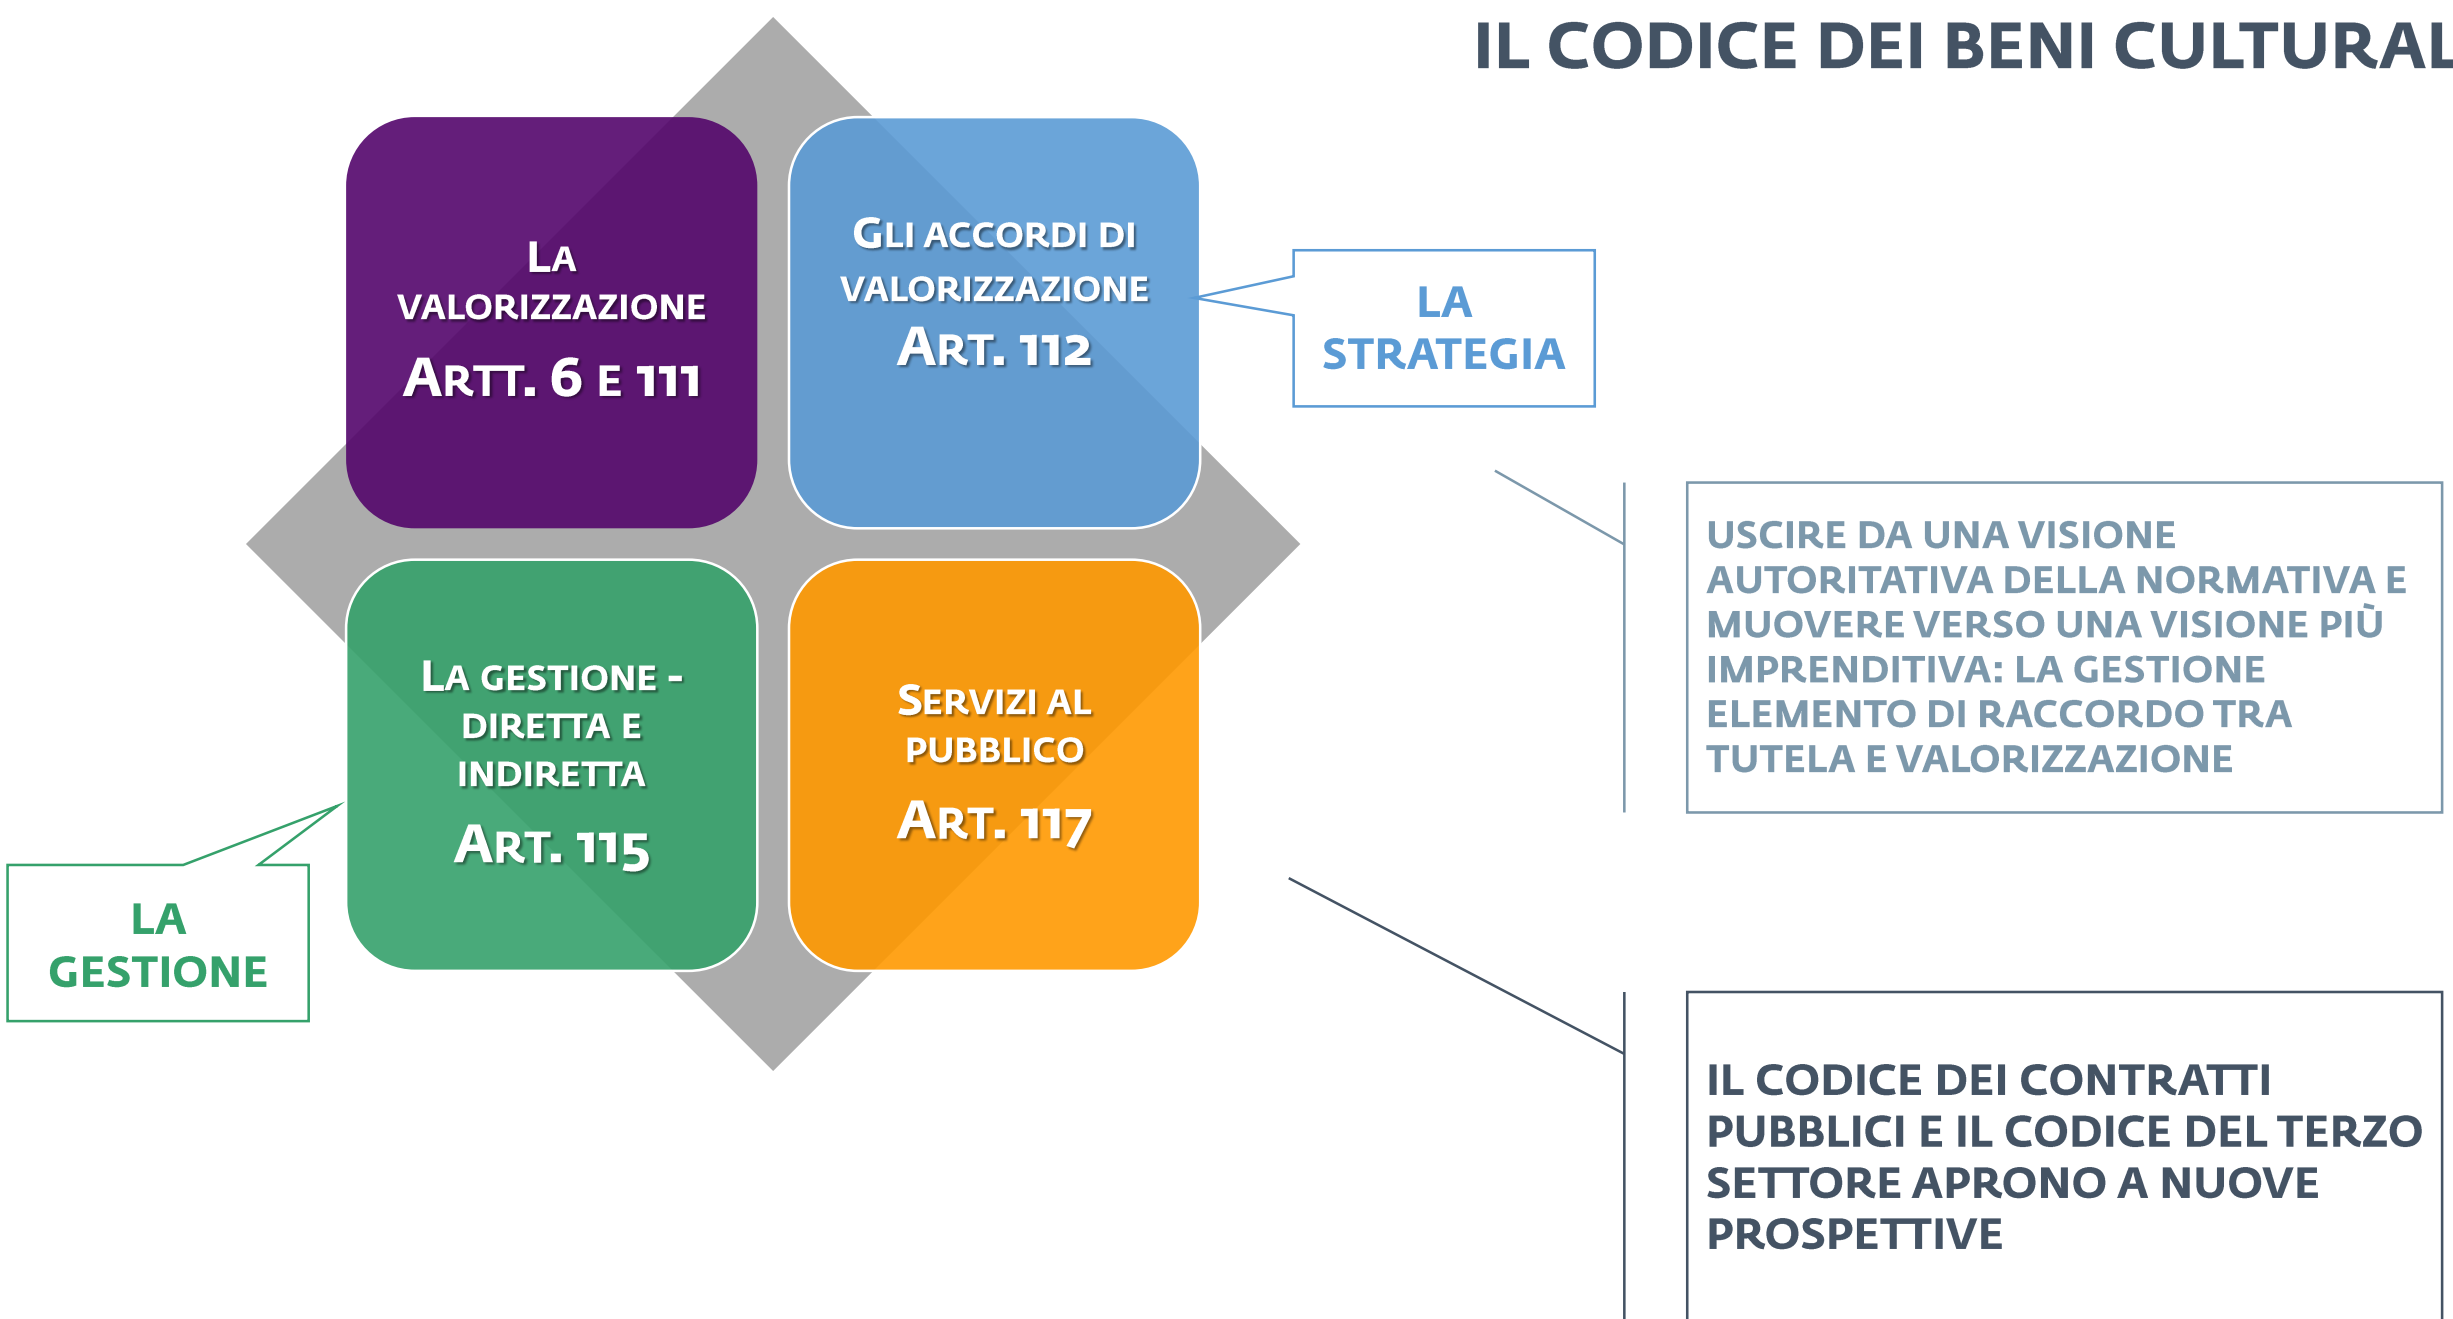 IL CODICE DEI BENI CULTURAL
LA
VALORIZZAZIONE
ARTT. 6 E 111
GLI ACCORDI DI
VALORIZZAZIONE
ART. 112
LA
STRATEGIA
USCIRE DA UNA VISIONE
AUTORITATIVA DELLA NORMATIVA E
MUOVERE VERSO UNA VISIONE PIÙ
IMPRENDITIVA: LA GESTIONE
ELEMENTO DI RACCORDO TRA
TUTELA E VALORIZZAZIONE
LA GESTIONE -
DIRETTA E
INDIRETTA
ART. 115
SERVIZI AL
PUBBLICO
ART. 117
LA
GESTIONE
IL CODICE DEI CONTRATTI
PUBBLICI E IL CODICE DEL TERZO
SETTORE APRONO A NUOVE
PROSPETTIVE